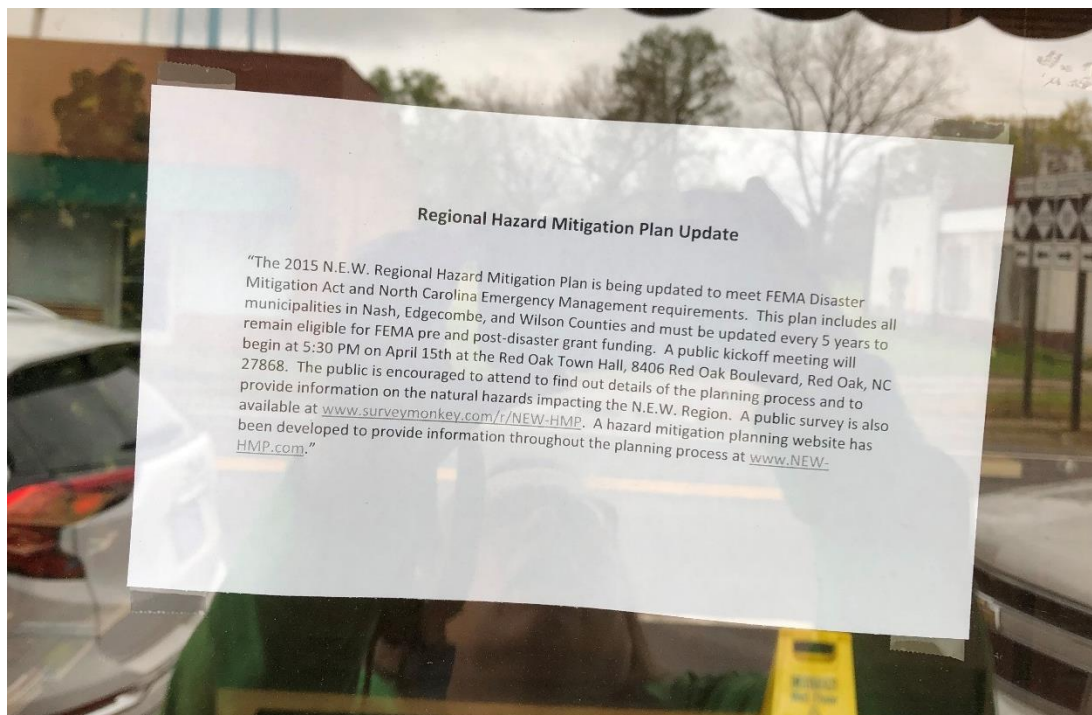 Regional Hazard Mitigation Plan Update
“The 2015 N.E.W. Regional Hazard Mitigation Plan is being updated to meet FEMA Disaster
Mitigation Act and North Carolina Emergency Management requirements. This plan includes all
municipalities in Nash, Edgecombe, and Wilson Counties and must be updated every 5 years to
remain eligible for FEMA pre and post-disaster grant funding. A public kickoff meeting will
begin at 5:30 PM on April 15th at the Red Oak Town Hall, 8406 Red Oak Boulevard, Red Oak, NC
27868. The public is encouraged to attend to find out details of the planning process and to
provide information on the natural hazards impacting the N.E.W. Region. A public survey is also
available at www.surveymonkey.com/r/NEW-HMP. A hazard mitigation planning website has
been developed to provide information throughout the planning process at www.NEW-
HMP.com.”